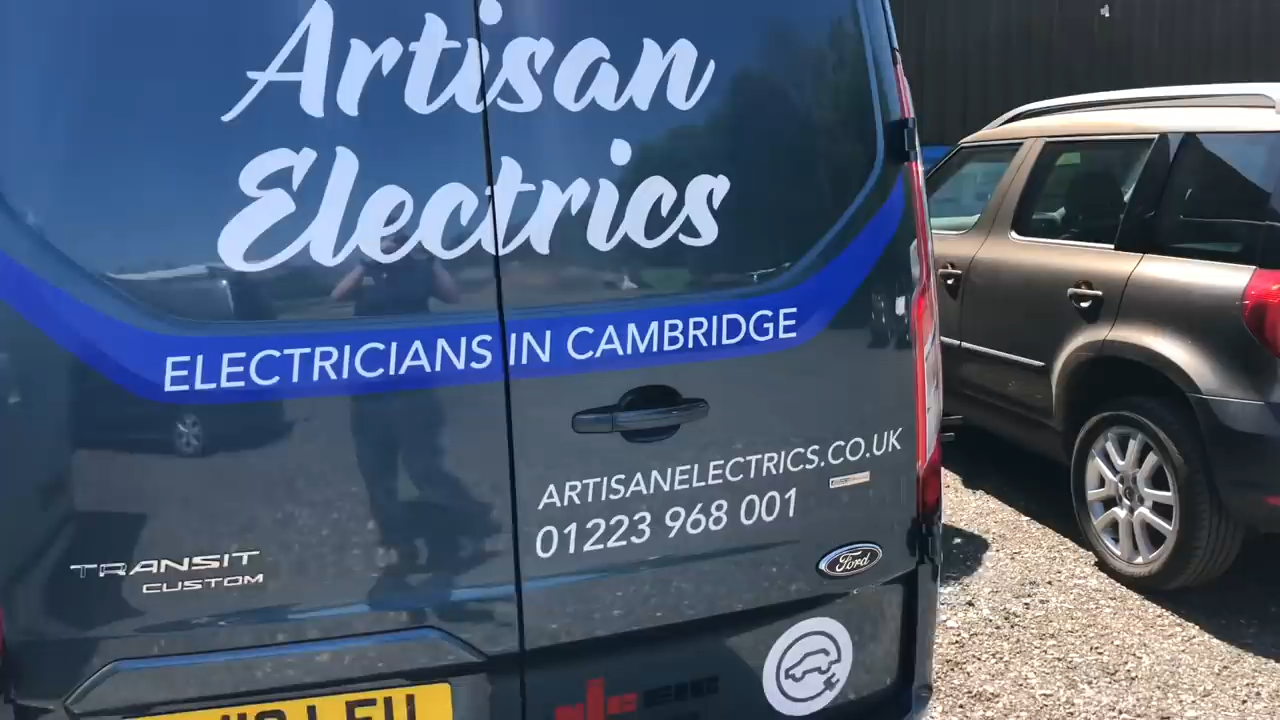 Artisan
Electrics
ELECTRICIANS IN CAMBRIDGE
ARTISANELECTRICS.CO.UK
01223 968 001
TRANSIT
CUSTOM
Ford